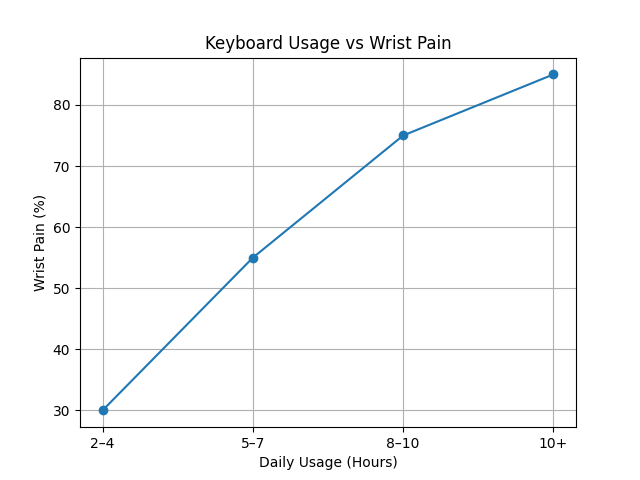 Keyboard Usage vs Wrist Pain
Wrist Pain (%)
80
70
60
50
40
30
2–4 5–7 8–10 10+
Daily Usage (Hours)